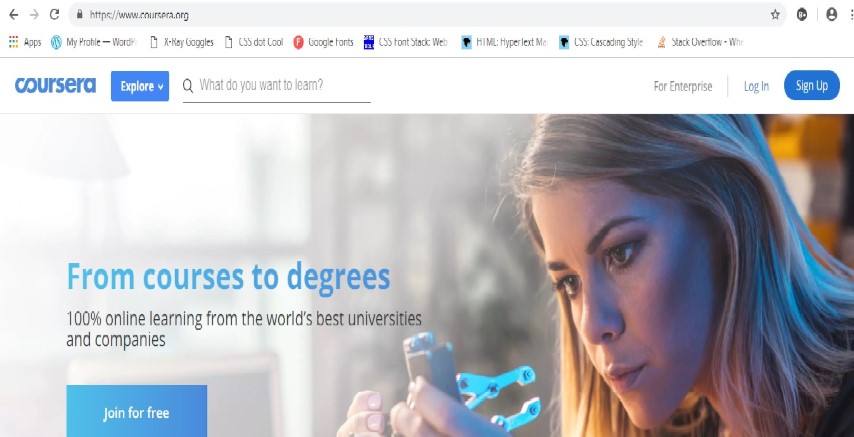 https://www.coursera.org
Apps My Profile — WordPr X-Ray Goggles CSS dot Cool Google Fonts CSS Font Stack: Web HTML: HyperText Ma CSS: Cascading Style Stack Overflow - Whe
coursera Explore What do you want to learn? For Enterprise Log In Sign Up
From courses to degrees
100% online learning from the world's best universities
and companies
Join for free